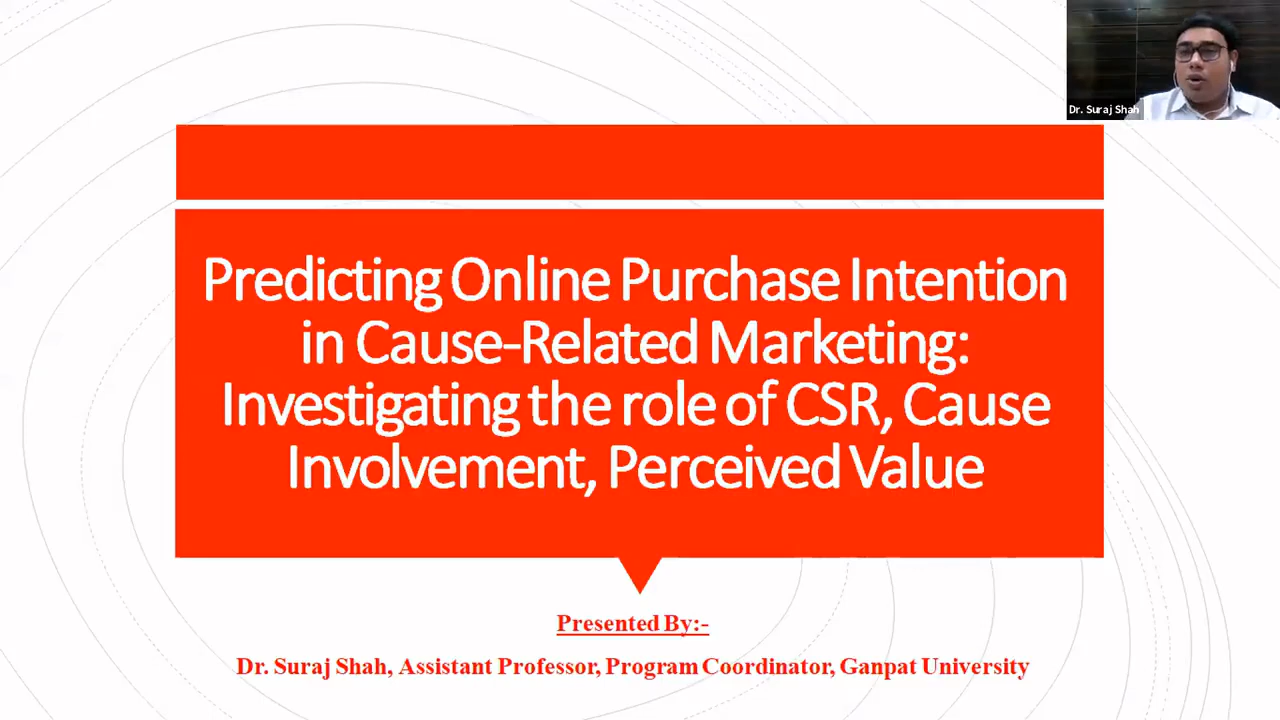 Dr. Suraj Shah
Predicting Online Purchase Intention
in Cause-Related Marketing:
Investigating the role of CSR, Cause
Involvement, Perceived Value
Presented By:-
Dr. Suraj Shah, Assistant Professor, Program Coordinator, Ganpat University